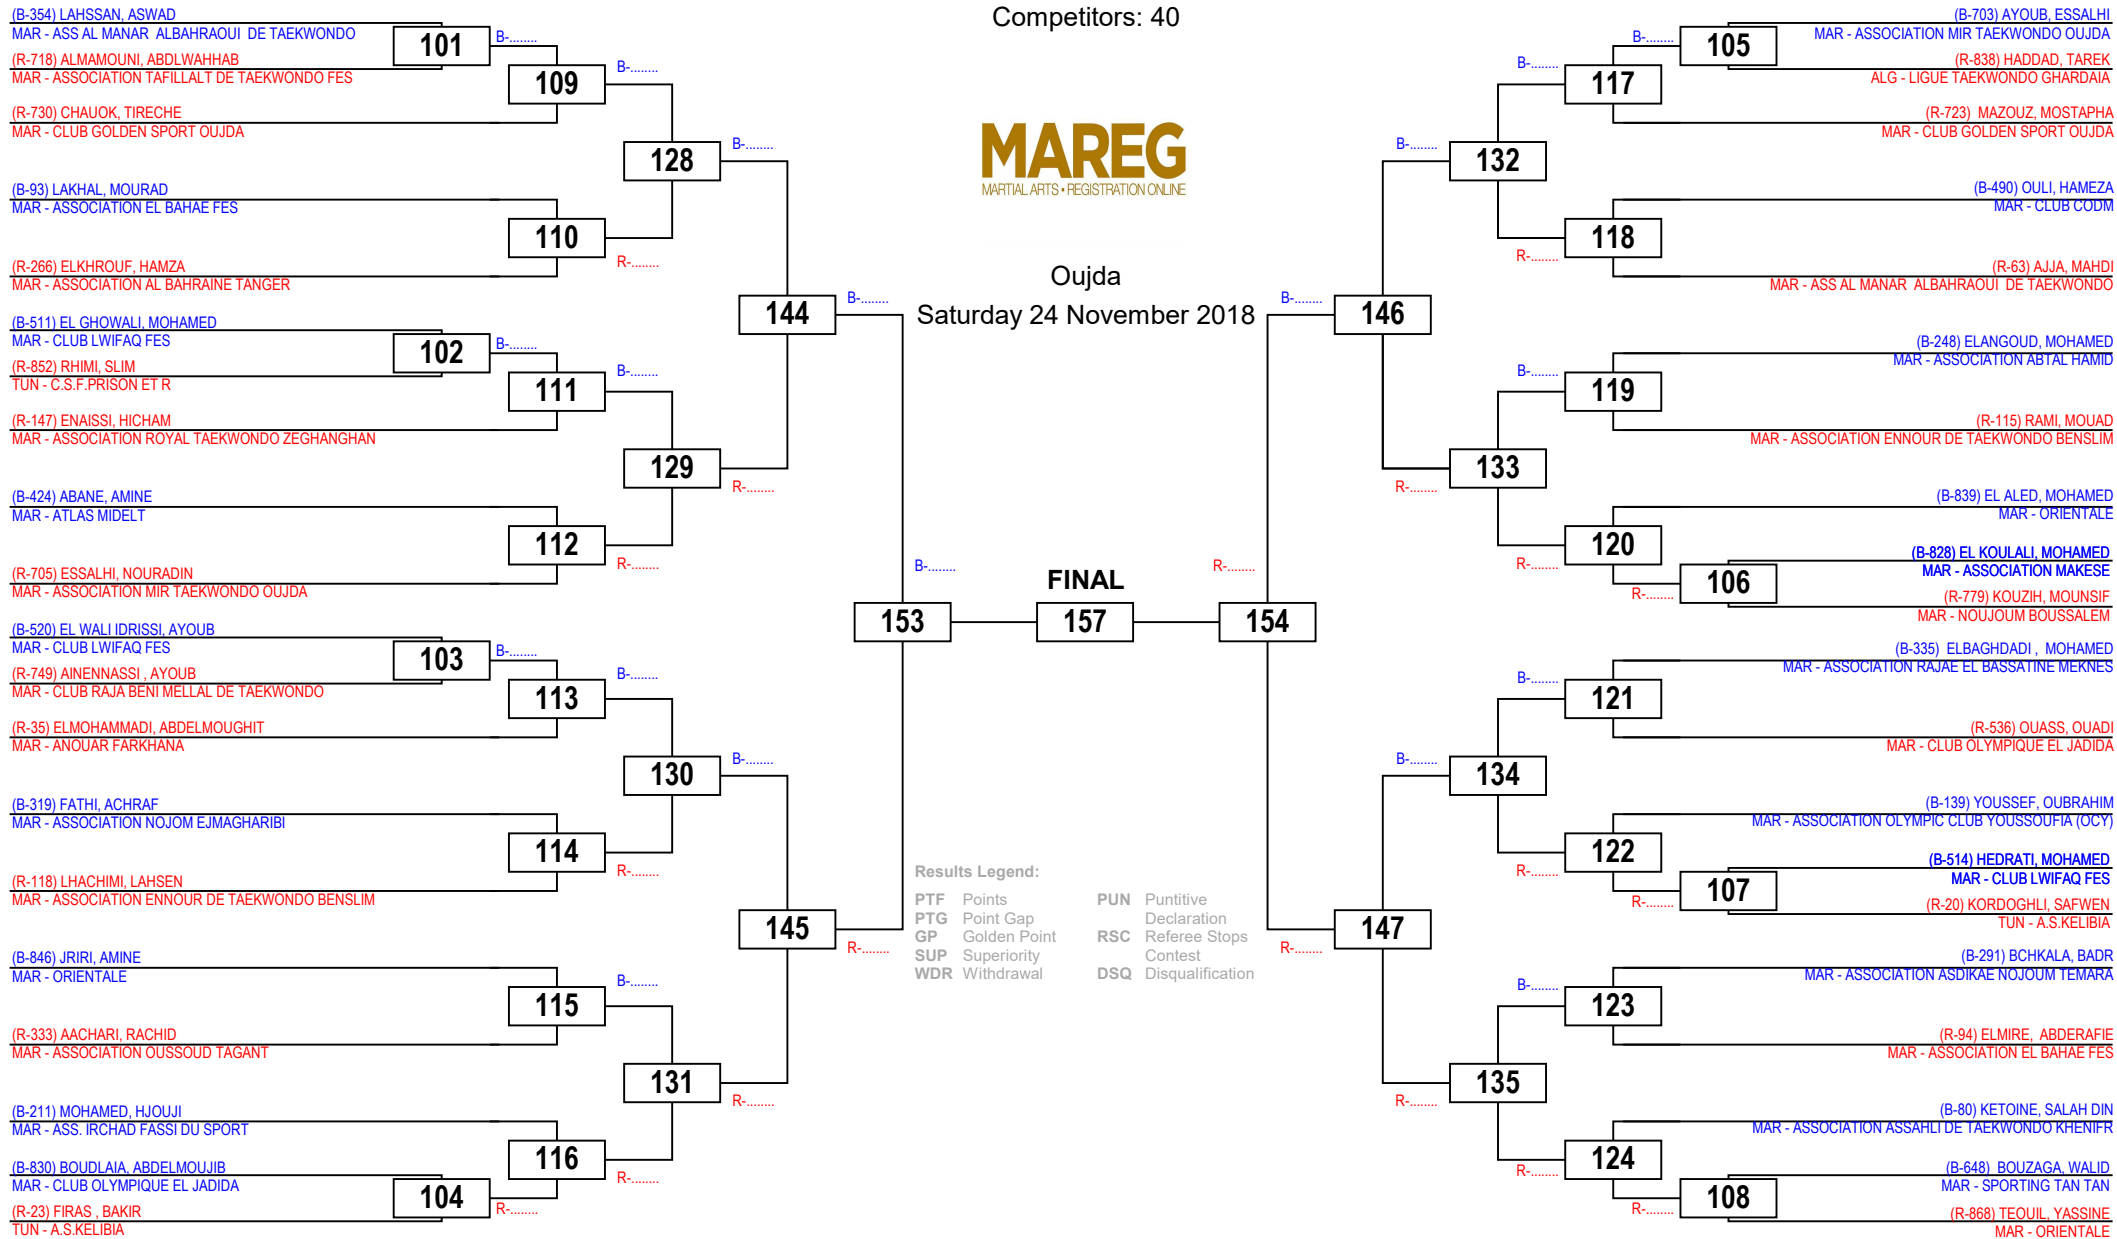 Competitors: 40
MAREG
MARTIAL ARTS • REGISTRATION ONLINE
Oujda
Saturday 24 November 2018
(B-354) LAHSSAN, ASWAD
MAR - ASS AL MANAR ALBAHRAOUI DE TAEKWONDO
101
B-........
(R-718) ALMAMOUNI, ABDLWAHHAB
MAR - ASSOCIATION TAFILLALT DE TAEKWONDO FES
109
B-........
(R-730) CHAUOK, TIRECHE
MAR - CLUB GOLDEN SPORT OUJDA
128
B-........
(B-93) LAKHAL, MOURAD
MAR - ASSOCIATION EL BAHAE FES
110
R-........
(R-266) ELKHROUF, HAMZA
MAR - ASSOCIATION AL BAHRAINE TANGER
144
B-........
(B-511) EL GHOWALI, MOHAMED
MAR - CLUB LWIFAQ FES
102
B-........
(R-852) RHIMI, SLIM
TUN - C.S.F.PRISON ET R
111
B-........
(R-147) ENAISSI, HICHAM
MAR - ASSOCIATION ROYAL TAEKWONDO ZEGHANGHAN
129
R-........
(B-424) ABANE, AMINE
MAR - ATLAS MIDELT
112
R-........
(R-705) ESSALHI, NOURADIN
MAR - ASSOCIATION MIR TAEKWONDO OUJDA
B-........
153
(B-520) EL WALI IDRISSI, AYOUB
MAR - CLUB LWIFAQ FES
103
B-........
(R-749) AINENNASSI , AYOUB
MAR - CLUB RAJA BENI MELLAL DE TAEKWONDO
113
B-........
(R-35) ELMOHAMMADI, ABDELMOUGHIT
MAR - ANOUAR FARKHANA
130
B-........
(B-319) FATHI, ACHRAF
MAR - ASSOCIATION NOJOM EJMAGHARIBI
114
R-........
(R-118) LHACHIMI, LAHSEN
MAR - ASSOCIATION ENNOUR DE TAEKWONDO BENSLIM
145
R-........
(B-846) JRIRI, AMINE
MAR - ORIENTALE
115
B-........
(R-333) AACHARI, RACHID
MAR - ASSOCIATION OUSSOUD TAGANT
131
R-........
(B-211) MOHAMED, HJOUJI
MAR - ASS. IRCHAD FASSI DU SPORT
116
R-........
(B-830) BOUDLAIA, ABDELMOUJIB
MAR - CLUB OLYMPIQUE EL JADIDA
104
R-........
(R-23) FIRAS , BAKIR
TUN - A.S.KELIBIA
FINAL
157
Results Legend:
PTF Points
PTG Point Gap
GP Golden Point
SUP Superiority
WDR Withdrawal
PUN Puntitive
Declaration
RSC Referee Stops
Contest
DSQ Disqualification
(B-703) AYOUB, ESSALHI
MAR - ASSOCIATION MIR TAEKWONDO OUJDA
B-........
105
(R-838) HADDAD, TAREK
ALG - LIGUE TAEKWONDO GHARDAIA
B-........
117
(R-723) MAZOUZ, MOSTAPHA
MAR - CLUB GOLDEN SPORT OUJDA
B-........
132
(B-490) OULI, HAMEZA
MAR - CLUB CODM
118
R-........
(R-63) AJJA, MAHDI
MAR - ASS AL MANAR ALBAHRAOUI DE TAEKWONDO
B-........
146
(B-248) ELANGOUD, MOHAMED
MAR - ASSOCIATION ABTAL HAMID
B-........
119
(R-115) RAMI, MOUAD
MAR - ASSOCIATION ENNOUR DE TAEKWONDO BENSLIM
133
R-........
(B-839) EL ALED, MOHAMED
MAR - ORIENTALE
120
R-........
(B-828) EL KOULALI, MOHAMED
MAR - ASSOCIATION MAKESE
106
R-........
(R-779) KOUZIH, MOUNSIF
MAR - NOUJOUM BOUSSALEM
R-........
154
(B-335) ELBAGHDADI , MOHAMED
MAR - ASSOCIATION RAJAE EL BASSATINE MEKNES
B-........
121
(R-536) OUASS, OUADI
MAR - CLUB OLYMPIQUE EL JADIDA
B-........
134
(B-139) YOUSSEF, OUBRAHIM
MAR - ASSOCIATION OLYMPIC CLUB YOUSSOUFIA (OCY)
122
R-........
(B-514) HEDRATI, MOHAMED
MAR - CLUB LWIFAQ FES
107
R-........
(R-20) KORDOGHLI, SAFWEN
TUN - A.S.KELIBIA
147
R-........
(B-291) BCHKALA, BADR
MAR - ASSOCIATION ASDIKAE NOJOUM TEMARA
B-........
123
(R-94) ELMIRE, ABDERAFIE
MAR - ASSOCIATION EL BAHAE FES
135
R-........
(B-80) KETOINE, SALAH DIN
MAR - ASSOCIATION ASSAHLI DE TAEKWONDO KHENIFR
124
R-........
(B-648) BOUZAGA, WALID
MAR - SPORTING TAN TAN
108
R-........
(R-868) TEOUIL, YASSINE
MAR - ORIENTALE